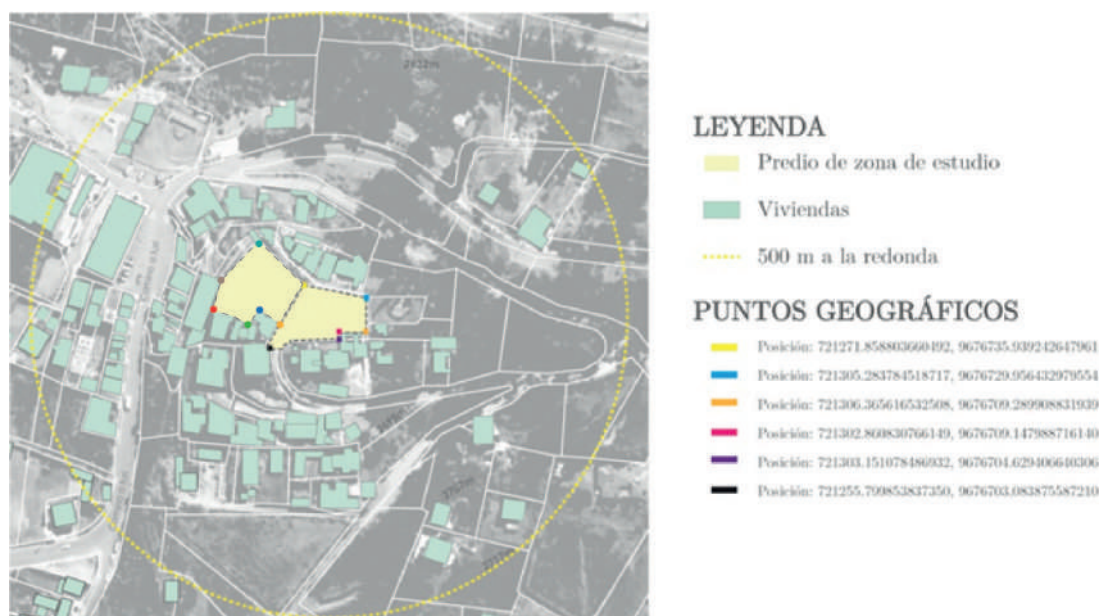 LEYENDA
Predio de zona de estudio
Viviendas
500 m a la redonda
PUNTOS GEOGRÁFICOS
Posición: 721271.858803660492, 9676735.939242647961
Posición: 721305.283784518717, 9676729.956432979554
Posición: 721306.365616532508, 9676709.289908831939
Posición: 721302.860830766149, 9676709.147988716140
Posición: 721303.151078486932, 9676704.629406640306
Posición: 721255.709853837350, 9676703.083875587210